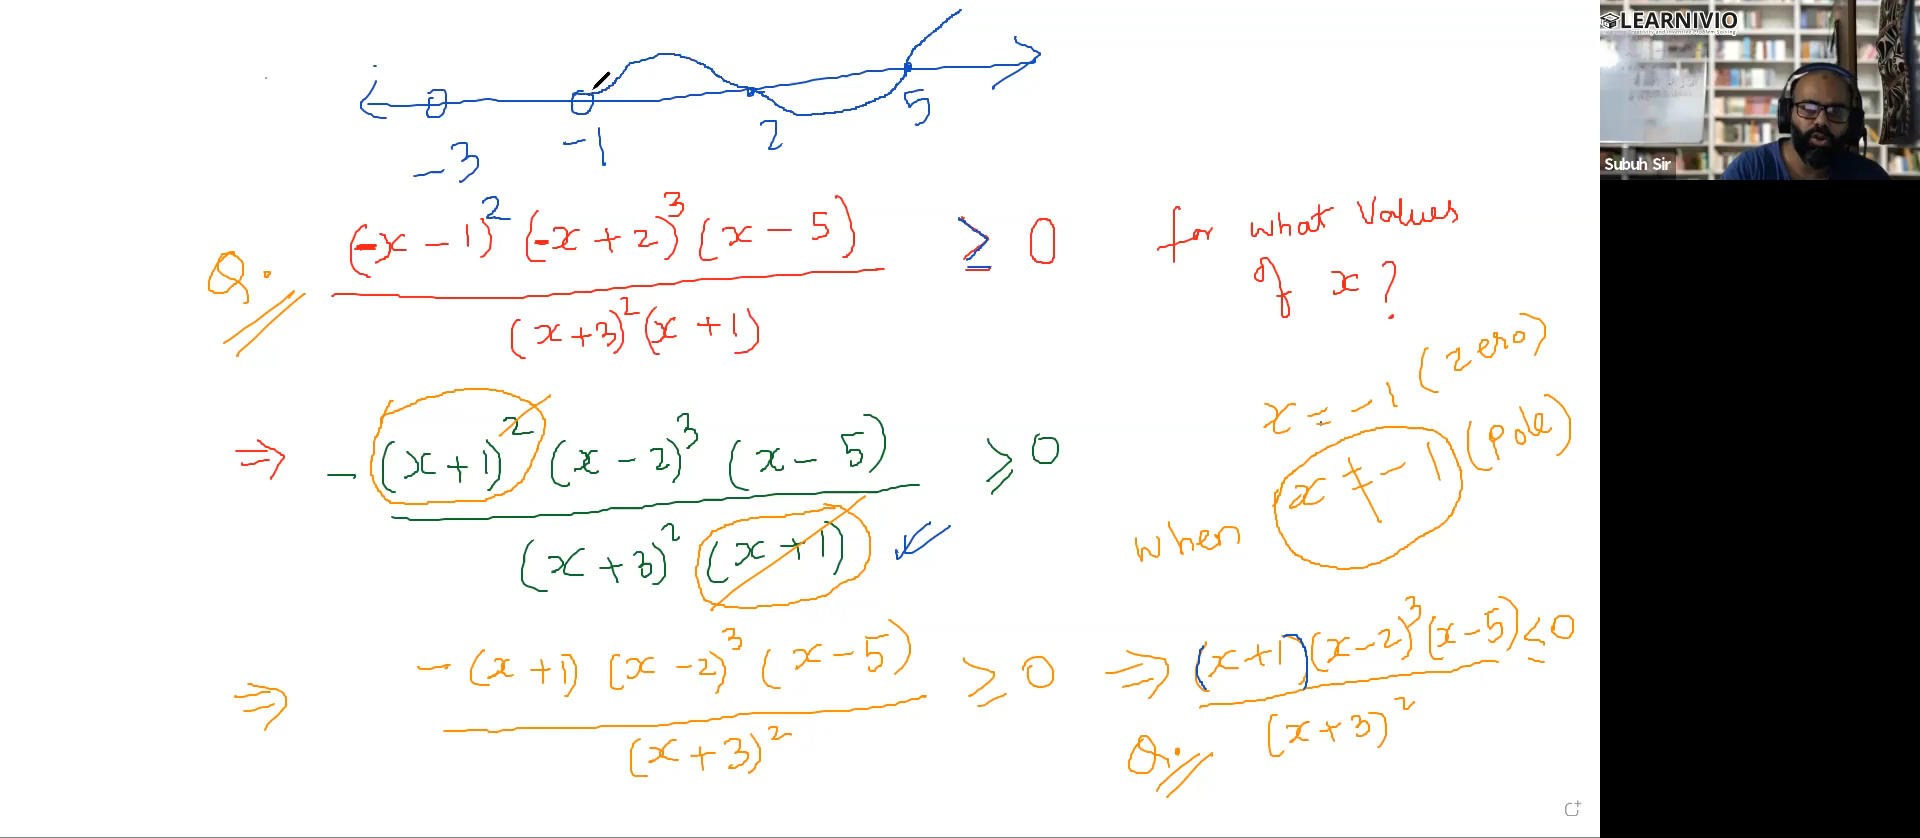 LEARNIVIO
Subuh Sir
-3 -1 2 5
Q. (-x - 1)² (-x + 2)³ (x - 5) / (x + 3)² (x + 1) ≥ 0 for what values
of x ?
x = -1 (zero)
when x ≠ -1 (pole)
⇒ - (x + 1)² (x - 2)³ (x - 5) / (x + 3)² (x + 1) ≥ 0
⇒ - (x + 1) (x - 2)³ (x - 5) / (x + 3)² ≥ 0 ⇒ (x + 1) (x - 2)³ (x - 5) / (x + 3)² ≤ 0
Q.